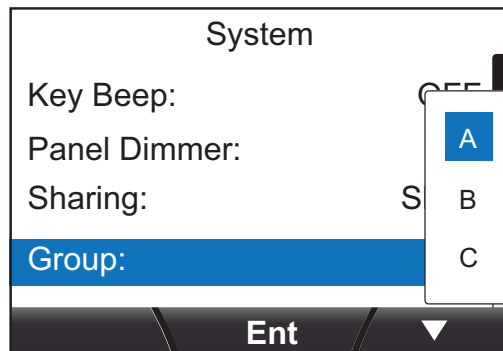 System
Key Beep:
Panel Dimmer:
Sharing:
Group:
A
B
C
Ent